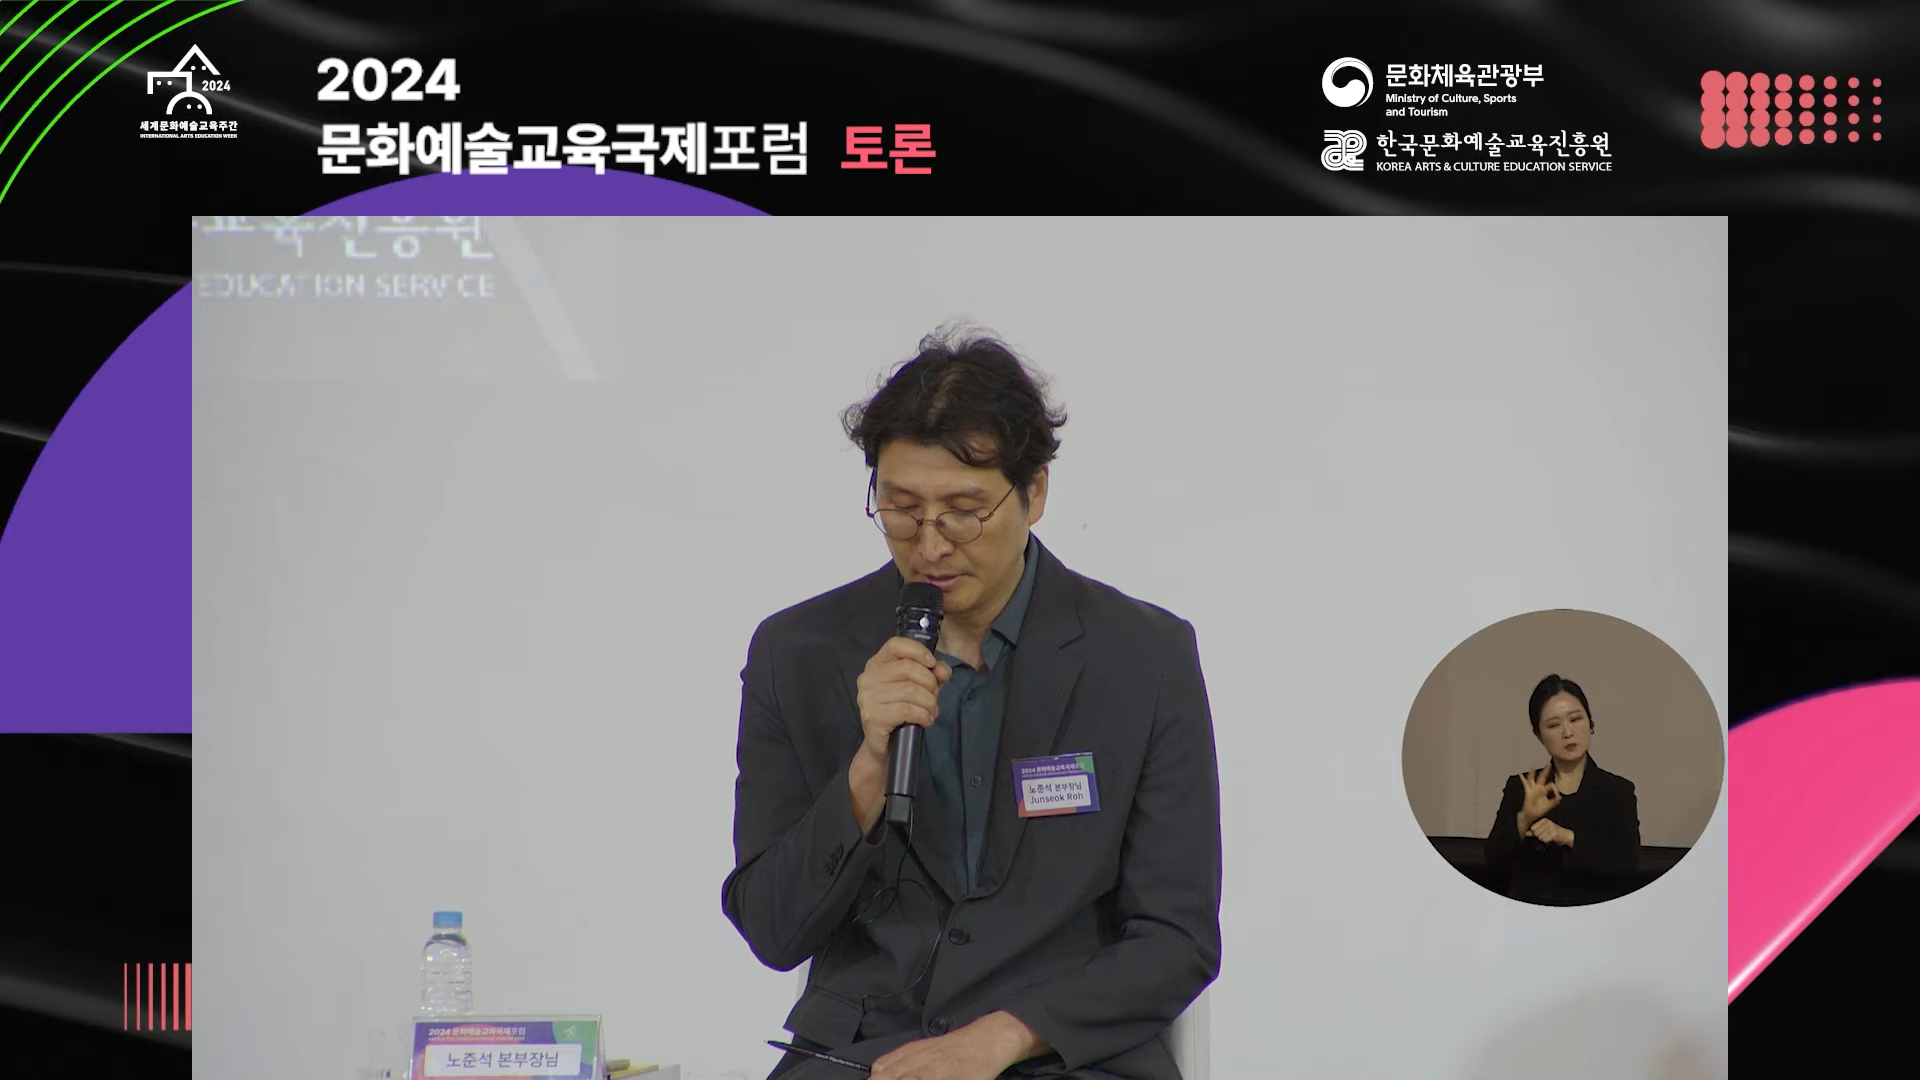 2024
세계문화예술교육주간
INTERNATIONAL ARTS EDUCATION WEEK
2024
문화예술교육국제포럼 토론
문화체육관광부
Ministry of Culture, Sports
and Tourism
한국문화예술교육진흥원
KOREA ARTS & CULTURE EDUCATION SERVICE
교육진흥원
EDUCATION SERVICE
2024 문화예술교육국제포럼
노준석 본부장님
Junseok Roh
2024 문화예술교육국제포럼
노준석 본부장님